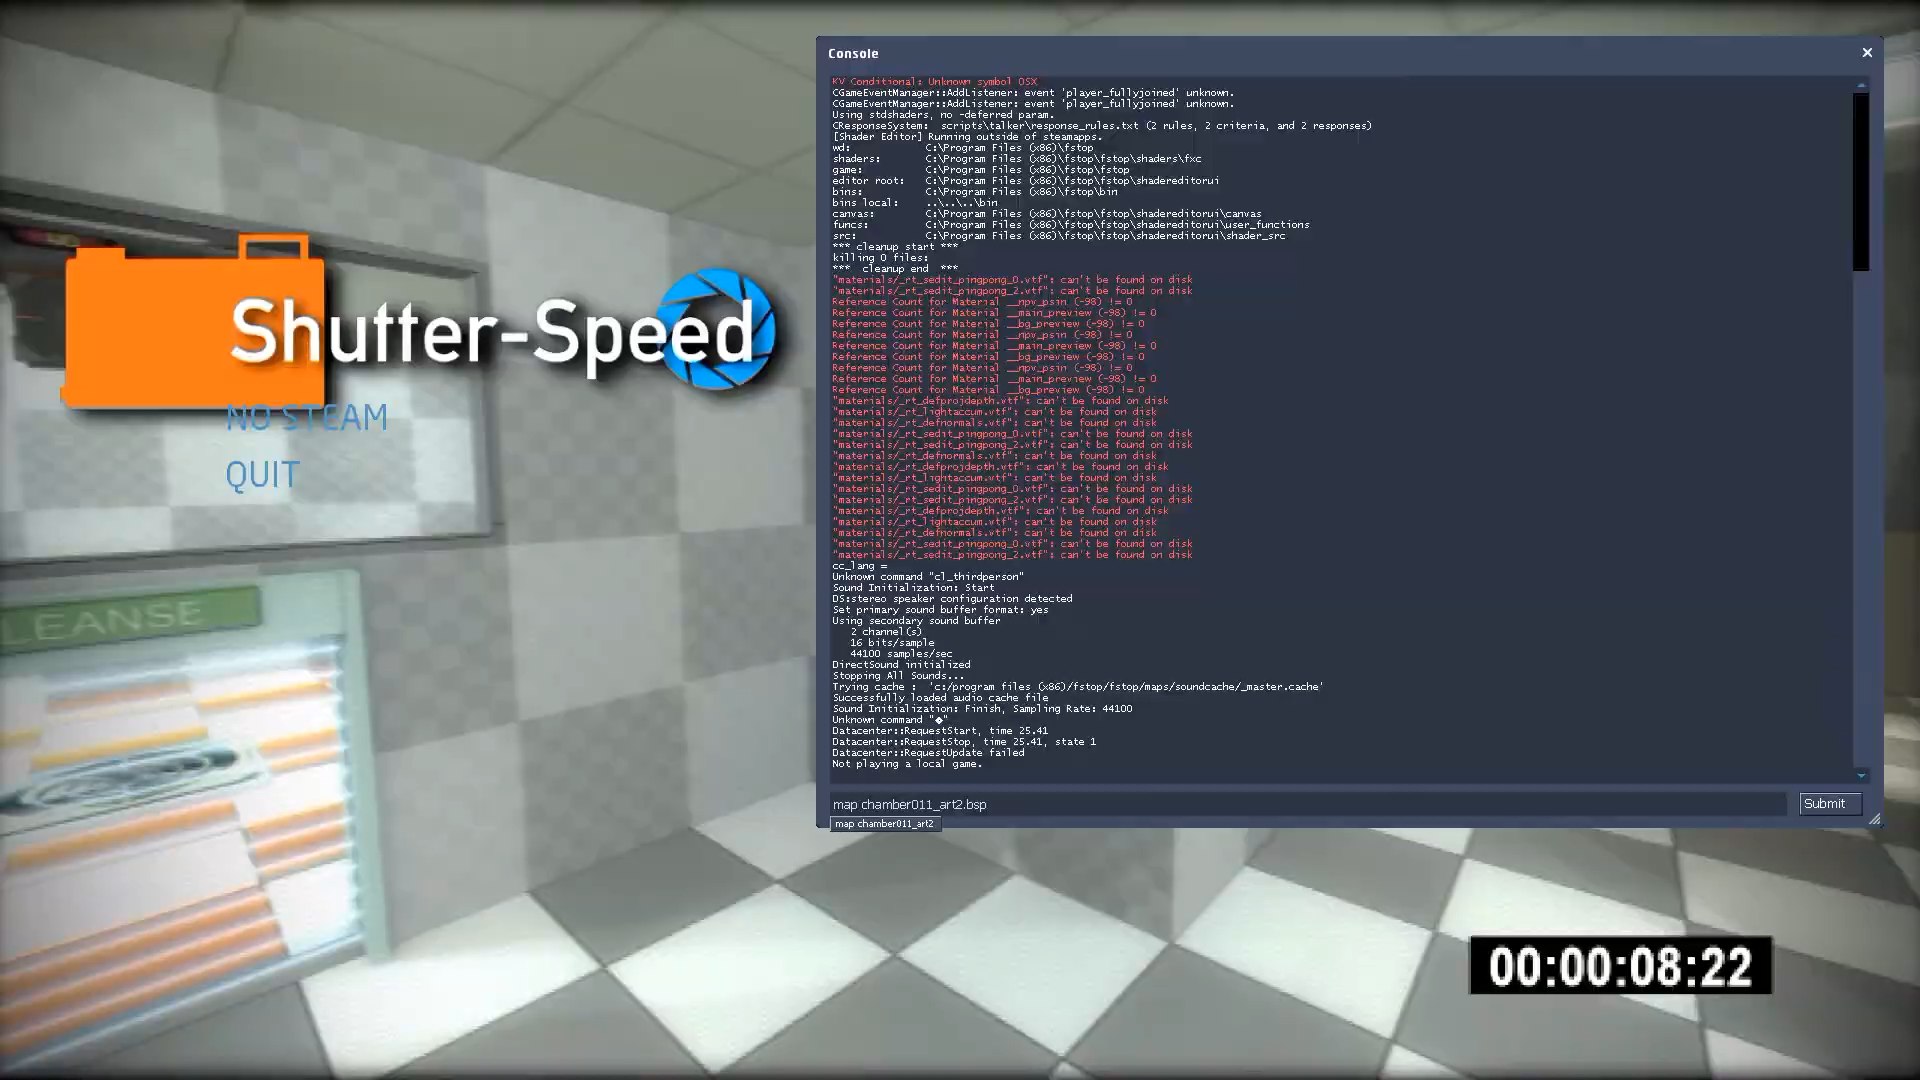 Shutter-Speed
NO STEAM
QUIT
LEANSE
Console
KV Conditional: Unknown symbol OSX
CGameEventManager::AddListener: event 'player_fullyjoined' unknown.
CGameEventManager::AddListener: event 'player_fullyjoined' unknown.
Using stdshaders, no -deferred param.
CResponseSystem:  scripts\talker\response_rules.txt (2 rules, 2 criteria, and 2 responses)
[Shader Editor] Running outside of steamapps.
wd: C:\Program Files (x86)\fstop
shaders: C:\Program Files (x86)\fstop\fstop\shaders\fxc
game: C:\Program Files (x86)\fstop\fstop
editor root: C:\Program Files (x86)\fstop\fstop\shadereditorui
bins: C:\Program Files (x86)\fstop\bin
bins local: ..\..\..\bin
canvas: C:\Program Files (x86)\fstop\fstop\shadereditorui\canvas
funcs: C:\Program Files (x86)\fstop\fstop\shadereditorui\user_functions
src: C:\Program Files (x86)\fstop\fstop\shadereditorui\shader_src
*** cleanup start ***
killing 0 files:
***  cleanup end  ***
"materials/_rt_sedit_pingpong_0.vtf": can't be found on disk
"materials/_rt_sedit_pingpong_2.vtf": can't be found on disk
Reference Count for Material __npv_psin (-98) != 0
Reference Count for Material __main_preview (-98) != 0
Reference Count for Material __bg_preview (-98) != 0
Reference Count for Material __npv_psin (-98) != 0
Reference Count for Material __main_preview (-98) != 0
Reference Count for Material __bg_preview (-98) != 0
Reference Count for Material __npv_psin (-98) != 0
Reference Count for Material __main_preview (-98) != 0
Reference Count for Material __bg_preview (-98) != 0
"materials/_rt_defprojdepth.vtf": can't be found on disk
"materials/_rt_lightaccum.vtf": can't be found on disk
"materials/_rt_defnormals.vtf": can't be found on disk
"materials/_rt_sedit_pingpong_0.vtf": can't be found on disk
"materials/_rt_sedit_pingpong_2.vtf": can't be found on disk
"materials/_rt_defnormals.vtf": can't be found on disk
"materials/_rt_defprojdepth.vtf": can't be found on disk
"materials/_rt_lightaccum.vtf": can't be found on disk
"materials/_rt_sedit_pingpong_0.vtf": can't be found on disk
"materials/_rt_sedit_pingpong_2.vtf": can't be found on disk
"materials/_rt_defprojdepth.vtf": can't be found on disk
"materials/_rt_lightaccum.vtf": can't be found on disk
"materials/_rt_defnormals.vtf": can't be found on disk
"materials/_rt_sedit_pingpong_0.vtf": can't be found on disk
"materials/_rt_sedit_pingpong_2.vtf": can't be found on disk
cc_lang =
Unknown command "cl_thirdperson"
Sound Initialization: Start
DS:stereo speaker configuration detected
Set primary sound buffer format: yes
Using secondary sound buffer
2 channel(s)
16 bits/sample
44100 samples/sec
DirectSound initialized
Stopping All Sounds...
Trying cache :  'c:/program files (x86)/fstop/fstop/maps/soundcache/_master.cache'
Successfully loaded audio cache file
Sound Initialization: Finish, Sampling Rate: 44100
Unknown command "�"
Datacenter::RequestStart, time 25.41
Datacenter::RequestStop, time 25.41, state 1
Datacenter::RequestUpdate failed
Not playing a local game.
map chamber011_art2.bsp
Submit
map chamber011_art2
00:00:08:22